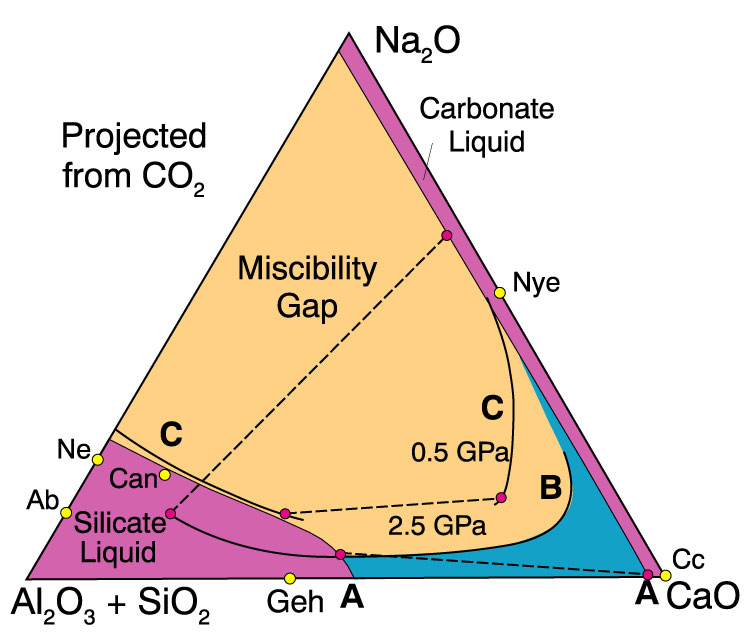 Na₂O
Carbonate
Liquid
Projected
from CO₂
Miscibility
Gap
Nye
C
C
0.5 GPa
Ne
Can
B
Ab
Silicate
Liquid
2.5 GPa
Cc
Al₂O₃ + SiO₂
Geh
A
A
CaO